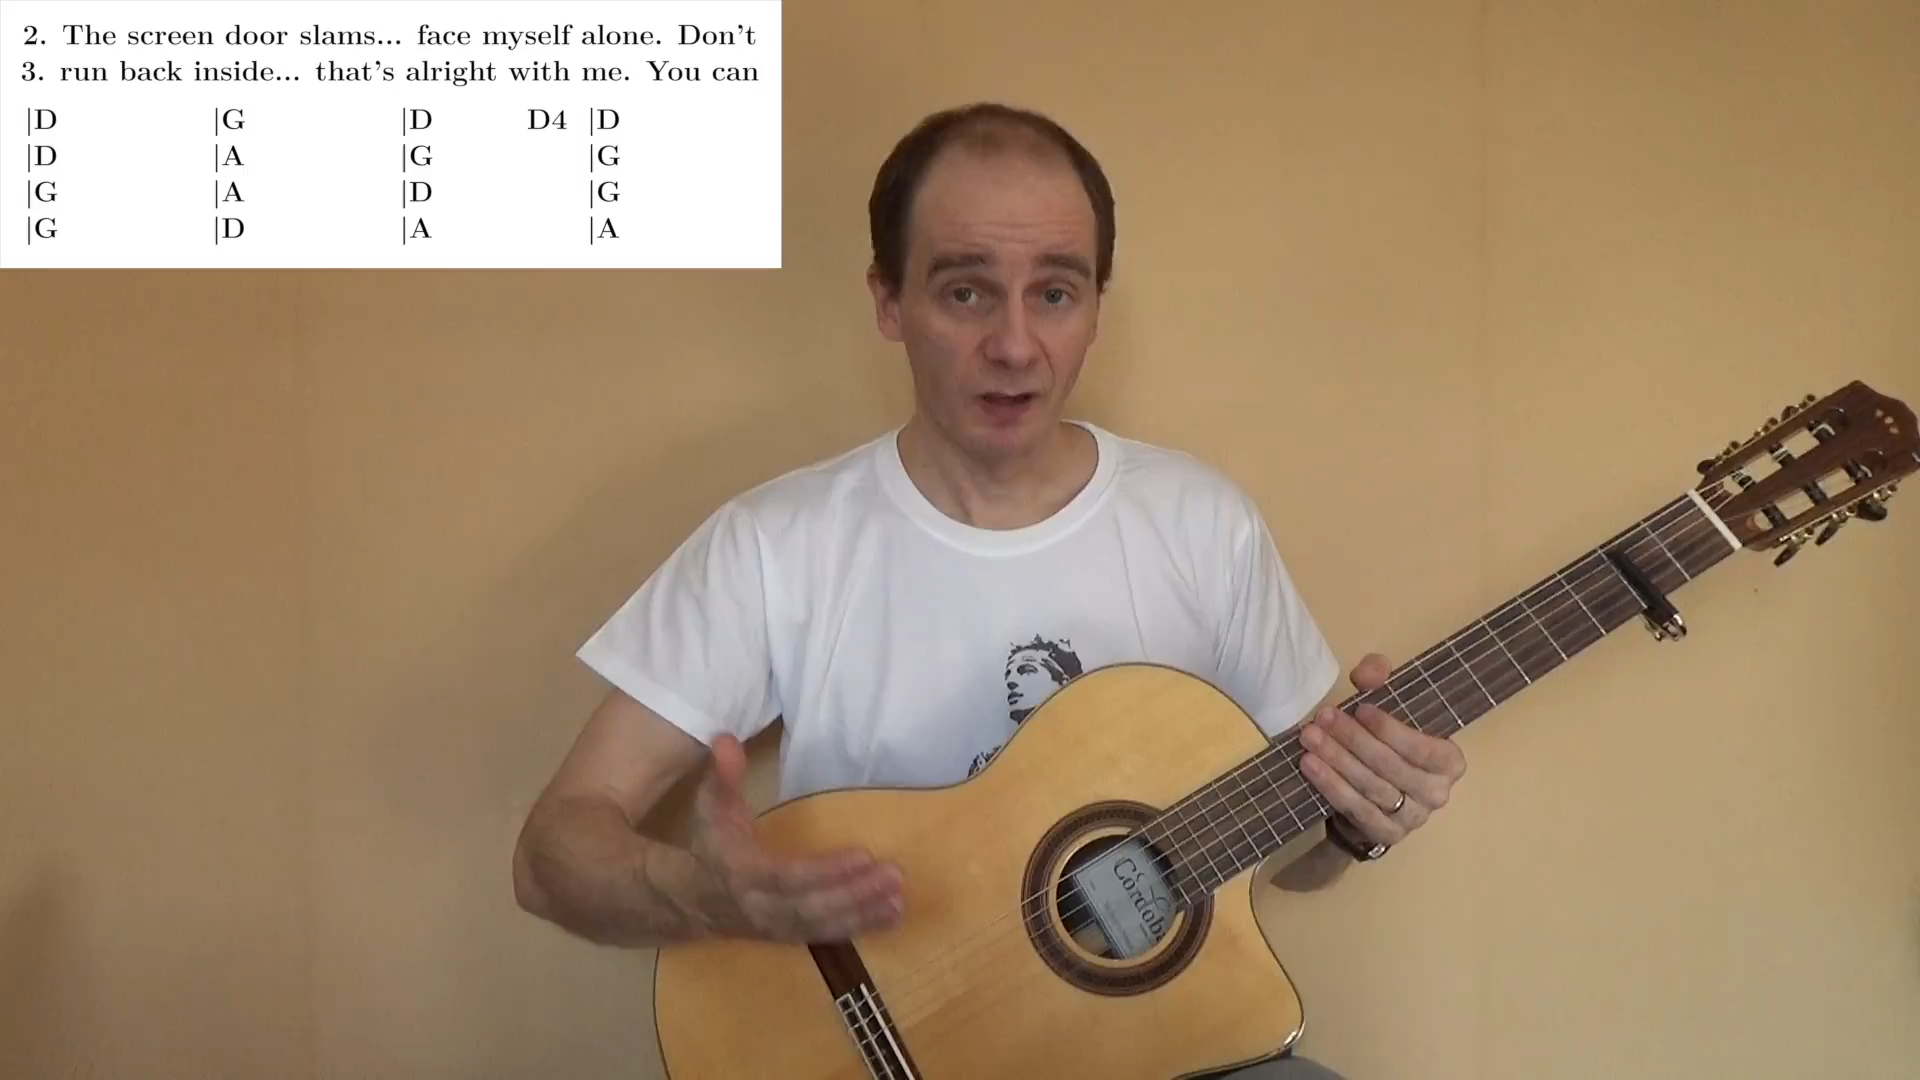 2. The screen door slams... face myself alone. Don't
3. run back inside... that's alright with me. You can
|D |G |D D4 |D
|D |A |G |G
|G |A |D |G
|G |D |A |A
Cordoba